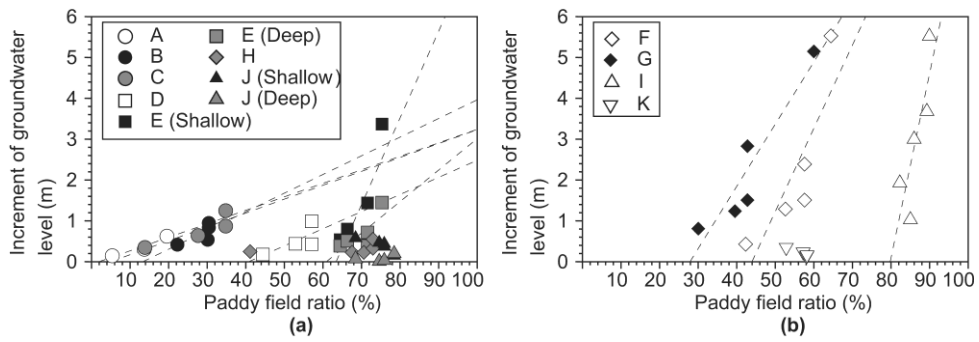 Increment of groundwater
level (m)
6
5
4
3
2
1
0
A
B
C
D
E (Shallow)
E (Deep)
H
J (Shallow)
J (Deep)
0 10 20 30 40 50 60 70 80 90 100
Paddy field ratio (%)
(a)
Increment of groundwater
level (m)
6
5
4
3
2
1
0
F
G
I
K
0 10 20 30 40 50 60 70 80 90 100
Paddy field ratio (%)
(b)